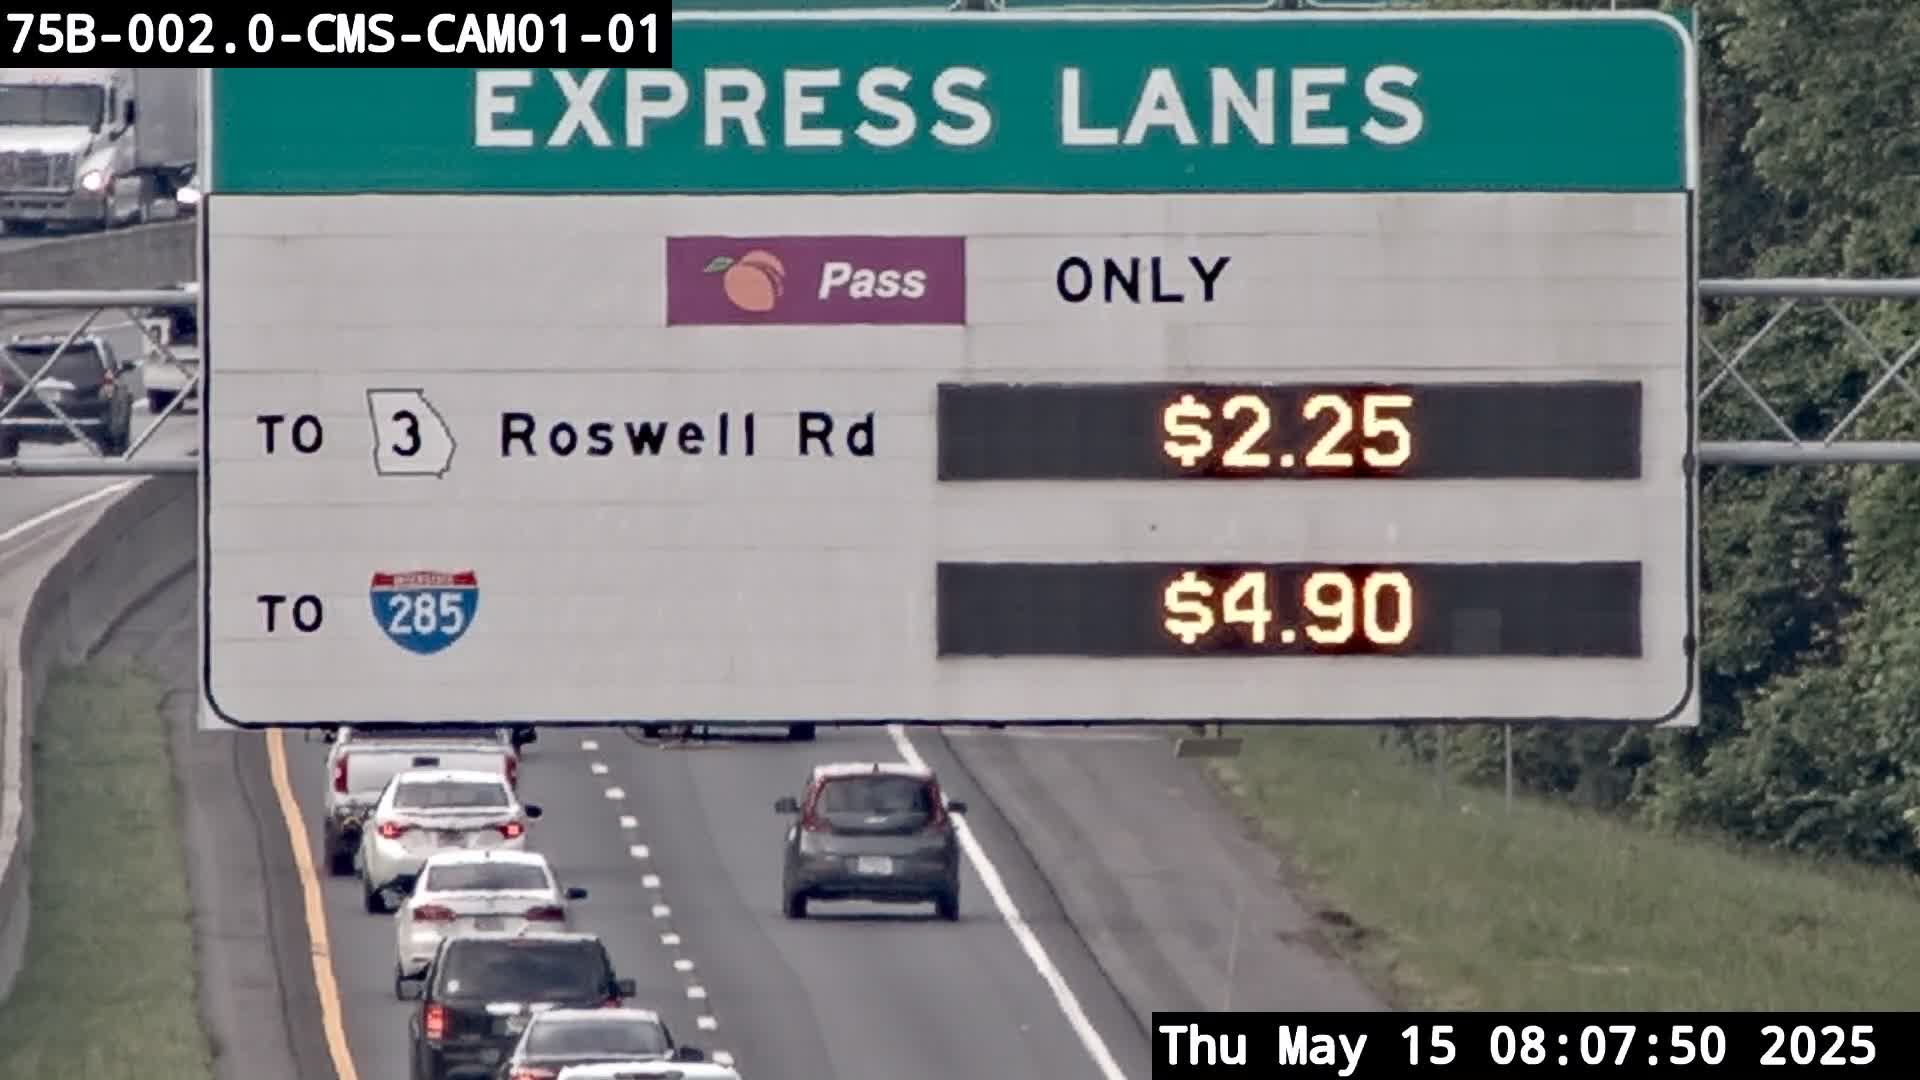 75B-002.0-CMS-CAM01-01
EXPRESS LANES
Pass ONLY
TO 3 Roswell Rd $2.25
INTERSTATE
TO 285 $4.90
Thu May 15 08:07:50 2025